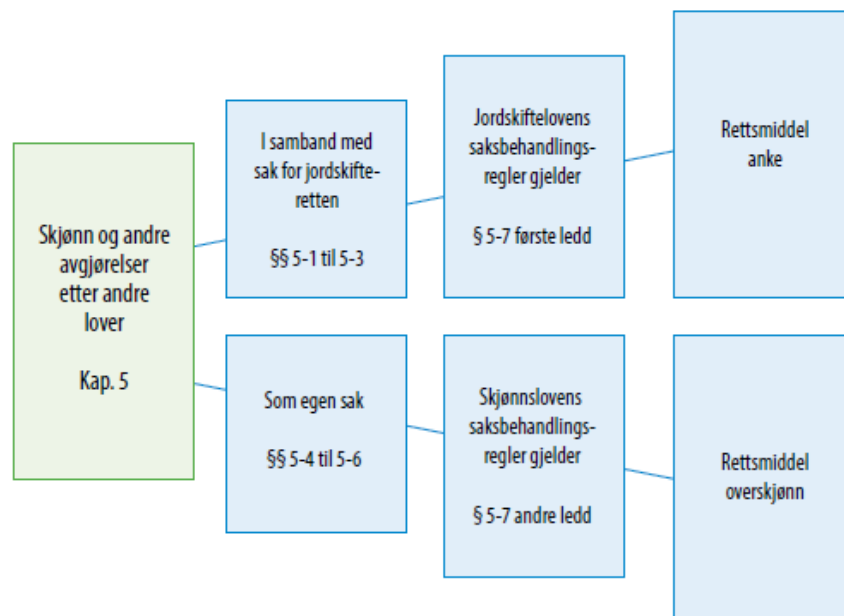 Skjønn og andre
avgjørelser
etter andre
lover
Kap. 5
I samband med
sak for jordskifte-
retten
§§ 5-1 til 5-3
Jordskiftelovens
saksbehandlings-
regler gjelder
§ 5-7 første ledd
Rettsmiddel
anke
Som egen sak
§§ 5-4 til 5-6
Skjønnslovens
saksbehandlings-
regler gjelder
§ 5-7 andre ledd
Rettsmiddel
overskjønn